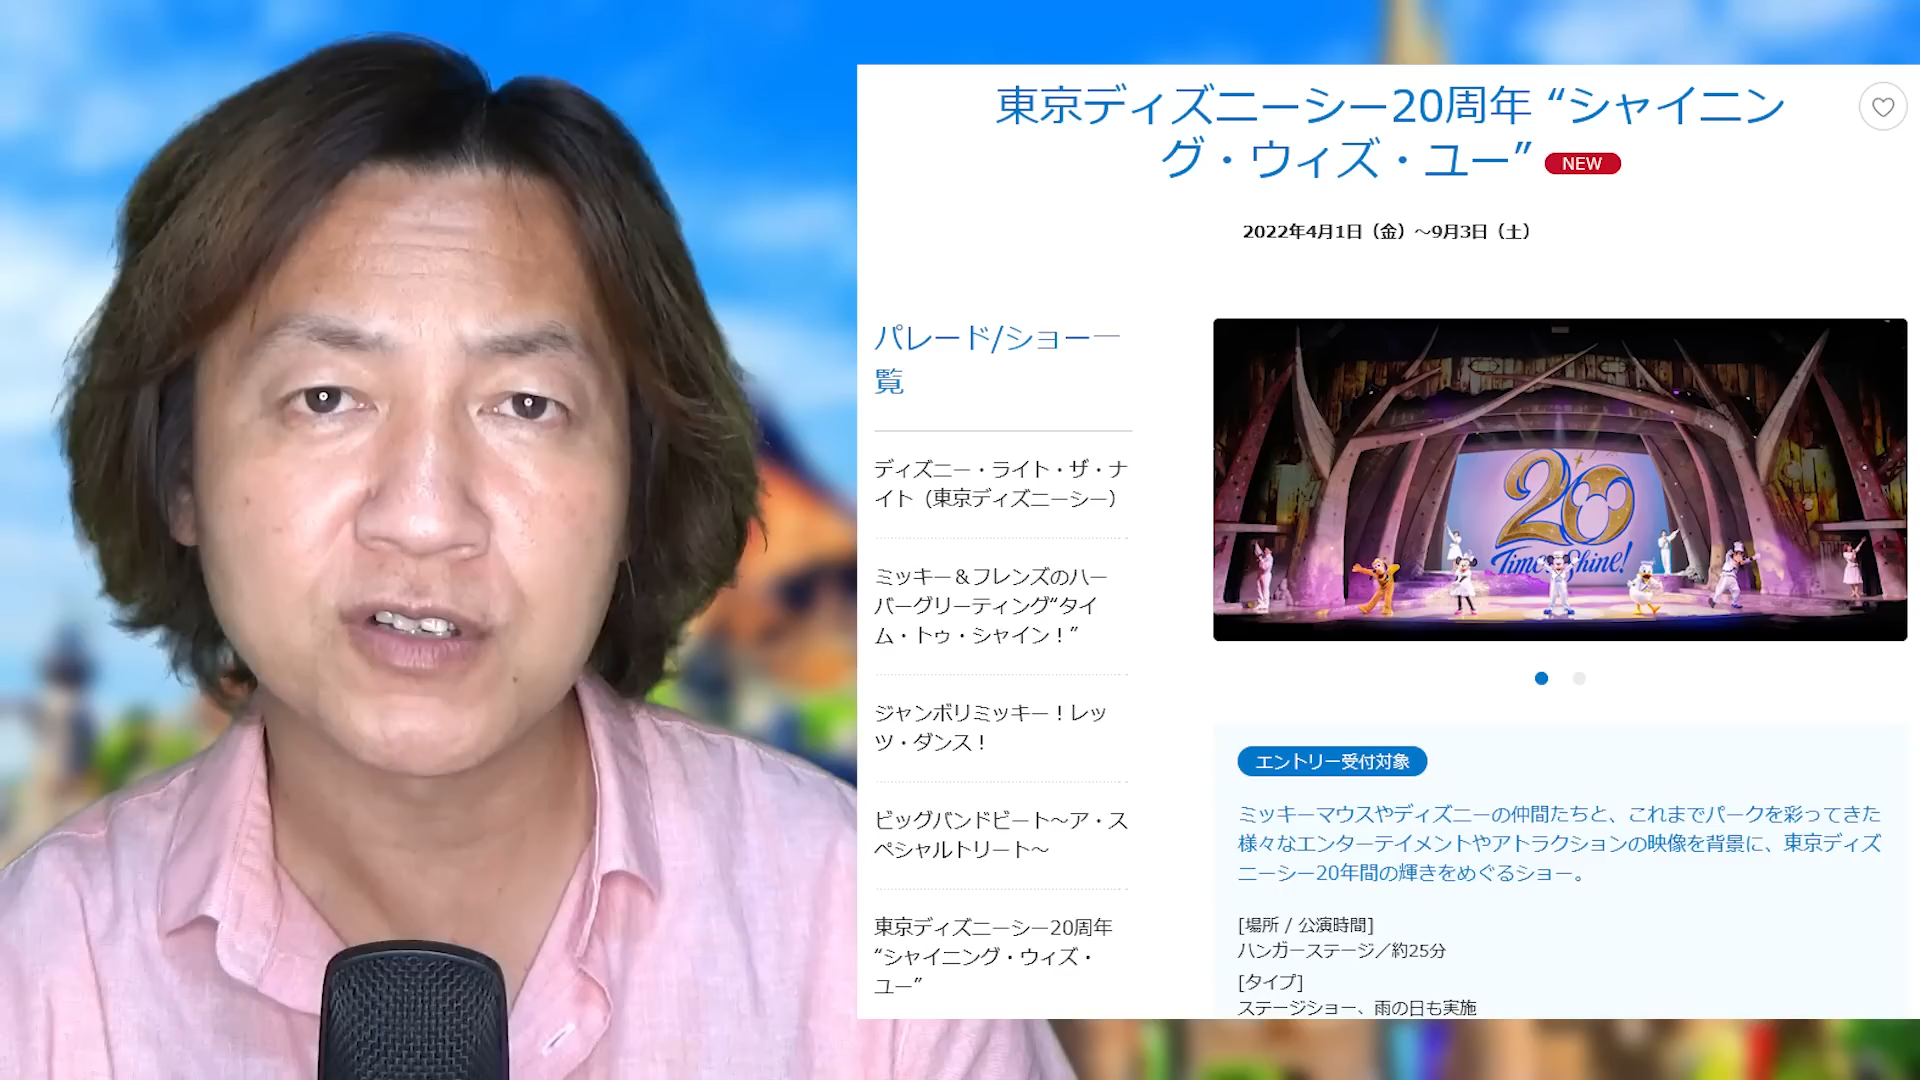 東京ディズニーシー20周年 “シャイニン
グ・ウィズ・ユー” NEW
2022年4月1日（金）～9月3日（土）
パレード/ショー一
覧
ディズニー・ライト・ザ・ナ
イト（東京ディズニーシー）
ミッキー＆フレンズのハー
バーグリーティング“タイ
ム・トゥ・シャイン！”
ジャンボリミッキー！レッ
ツ・ダンス！
ビッグバンドビート～ア・ス
ペシャルトリート～
東京ディズニーシー20周年
“シャイニング・ウィズ・
ユー”
20
Time to Shine!
エントリー受付対象
ミッキーマウスやディズニーの仲間たちと、これまでパークを彩ってきた
様々なエンターテイメントやアトラクションの映像を背景に、東京ディズ
ニーシー20年間の輝きをめぐるショー。
[場所 / 公演時間]
ハンガーステージ／約25分
[タイプ]
ステージショー、雨の日も実施